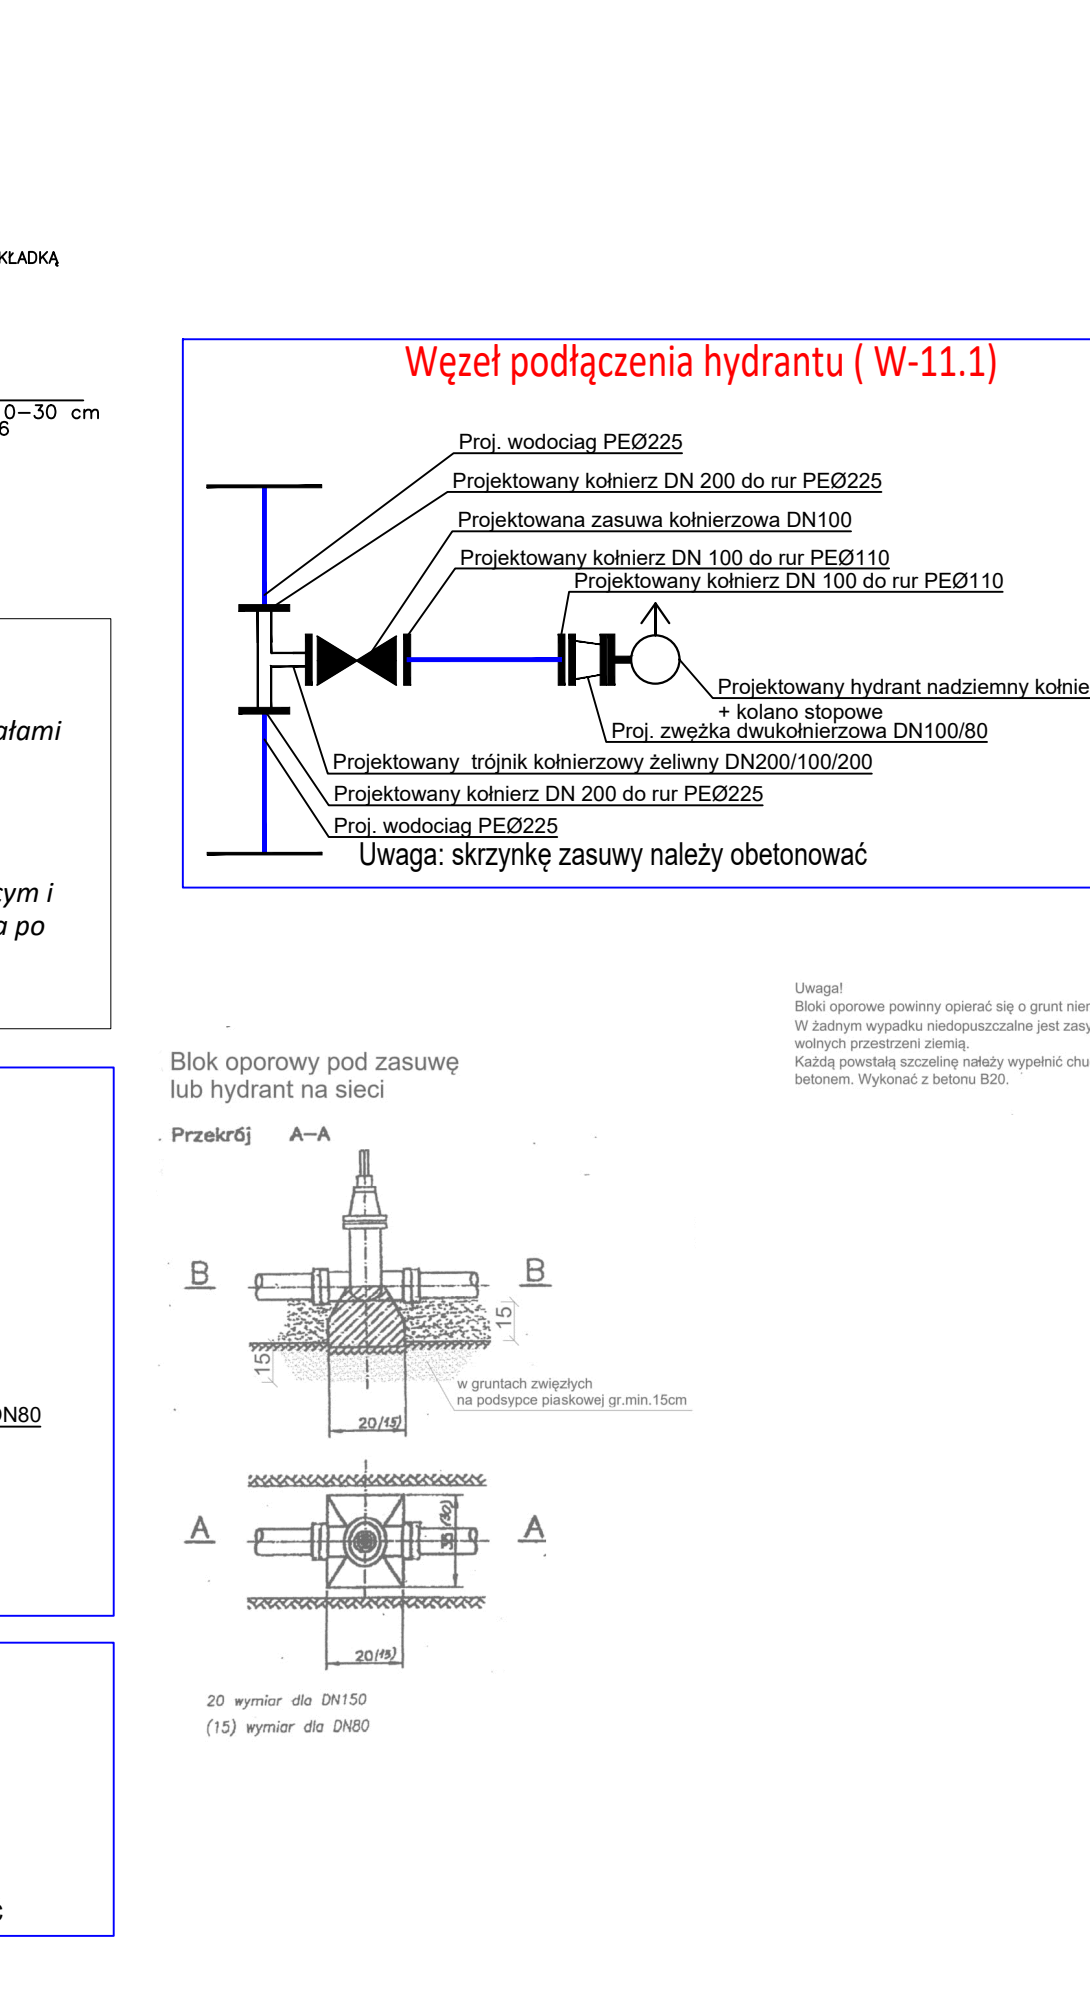 KŁADKĄ
0-30 cm
6
ałami
cym i
a po
DN80
Węzeł podłączenia hydrantu ( W-11.1)
Proj. wodociag PEØ225
Projektowany kołnierz DN 200 do rur PEØ225
Projektowana zasuwa kołnierzowa DN100
Projektowany kołnierz DN 100 do rur PEØ110
Projektowany kołnierz DN 100 do rur PEØ110
Projektowany hydrant nadziemny kołnie
+ kolano stopowe
Proj. zwężka dwukołnierzowa DN100/80
Projektowany trójnik kołnierzowy żeliwny DN200/100/200
Projektowany kołnierz DN 200 do rur PEØ225
Proj. wodociag PEØ225
Uwaga: skrzynkę zasuwy należy obetonować
Uwaga!
Bloki oporowe powinny opierać się o grunt nier
W żadnym wypadku niedopuszczalne jest zasy
wolnych przestrzeni ziemią.
Każdą powstałą szczelinę należy wypełnić chu
betonem. Wykonać z betonu B20.
Blok oporowy pod zasuwę
lub hydrant na sieci
Przekrój A-A
B B
15
15
w gruntach zwięzłych
na podsypce piaskowej gr.min.15cm
20/15)
A A
35 (30)
20(15)
20 wymiar dla DN150
(15) wymiar dla DN80